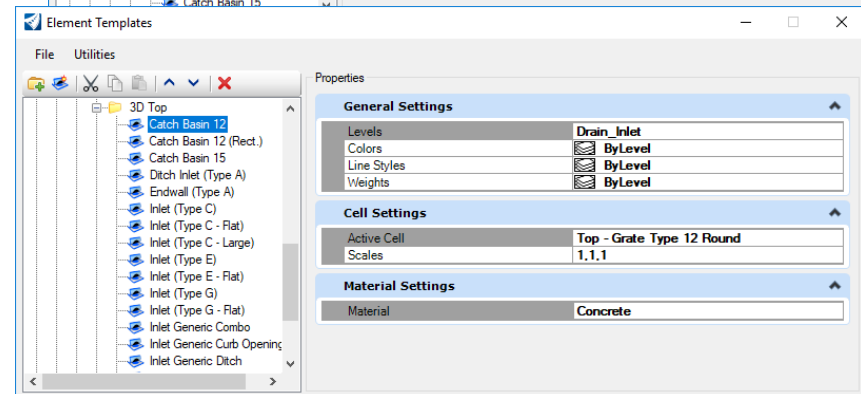 Catch Basin 15
Element Templates
File Utilities
Properties
3D Top
Catch Basin 12
Catch Basin 12 (Rect.)
Catch Basin 15
Ditch Inlet (Type A)
Endwall (Type A)
Inlet (Type C)
Inlet (Type C - Flat)
Inlet (Type C - Large)
Inlet (Type E)
Inlet (Type E - Flat)
Inlet (Type G)
Inlet (Type G - Flat)
Inlet Generic Combo
Inlet Generic Curb Opening
Inlet Generic Ditch
General Settings
Levels Drain_Inlet
Colors ByLevel
Line Styles ByLevel
Weights ByLevel
Cell Settings
Active Cell Top - Grate Type 12 Round
Scales 1,1,1
Material Settings
Material Concrete